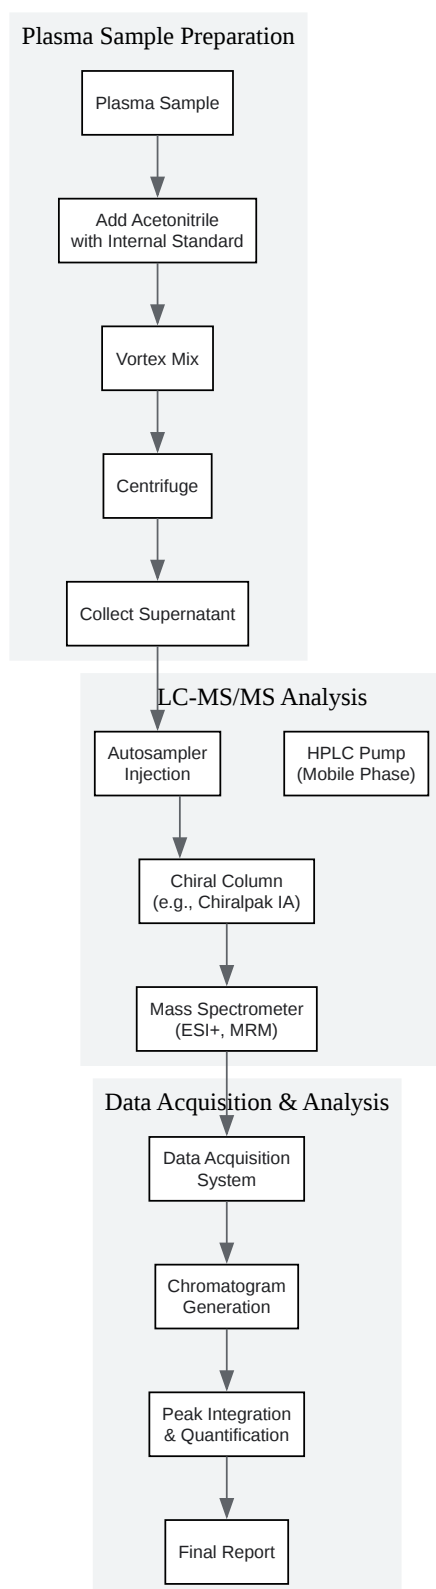 Plasma Sample Preparation
Plasma Sample
Add Acetonitrile
with Internal Standard
Vortex Mix
Centrifuge
Collect Supernatant
LC-MS/MS Analysis
Autosampler
Injection
HPLC Pump
(Mobile Phase)
Chiral Column
(e.g., Chiralpak IA)
Mass Spectrometer
(ESI+, MRM)
Data Acquisition & Analysis
Data Acquisition
System
Chromatogram
Generation
Peak Integration
& Quantification
Final Report